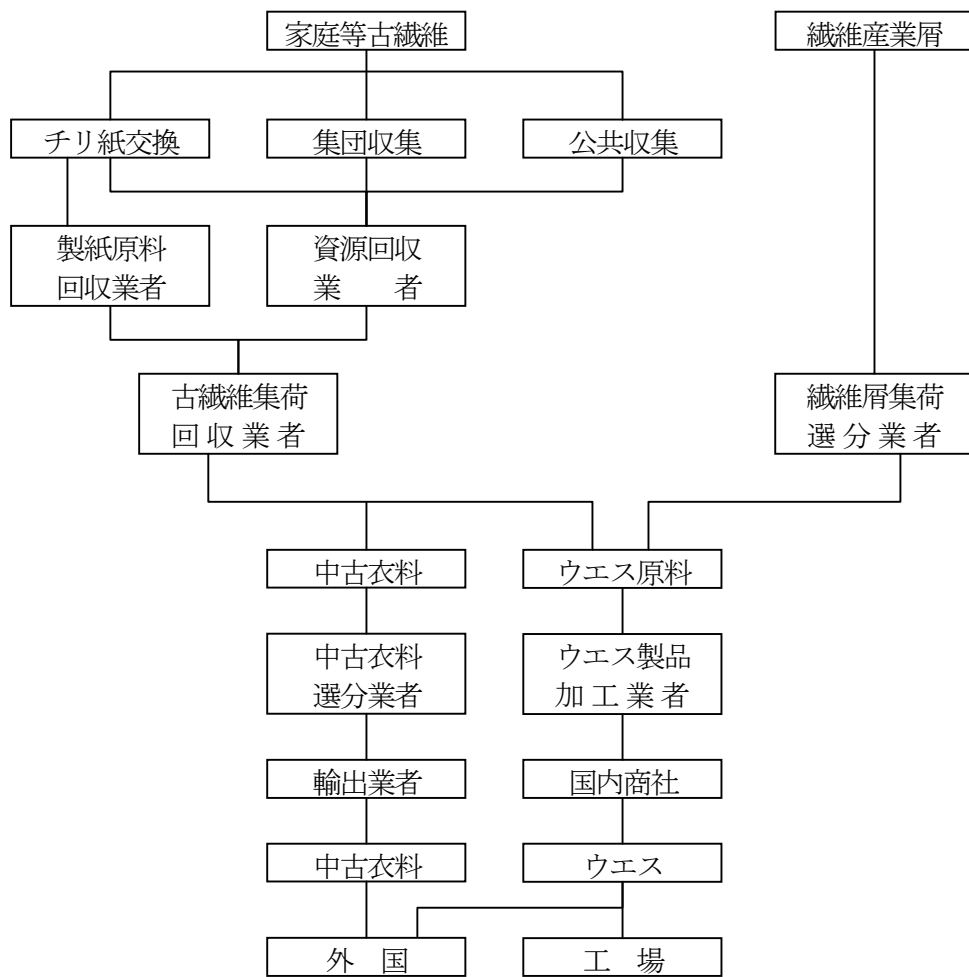 家庭等古繊維
繊維産業屑
チリ紙交換
集団収集
公共収集
製紙原料
回収業者
資源回収
業　　者
古繊維集荷
回 収 業 者
繊維屑集荷
選 分 業 者
中古衣料
ウエス原料
中古衣料
選分業者
ウエス製品
加 工 業 者
輸出業者
国内商社
中古衣料
ウエス
外　国
工　場